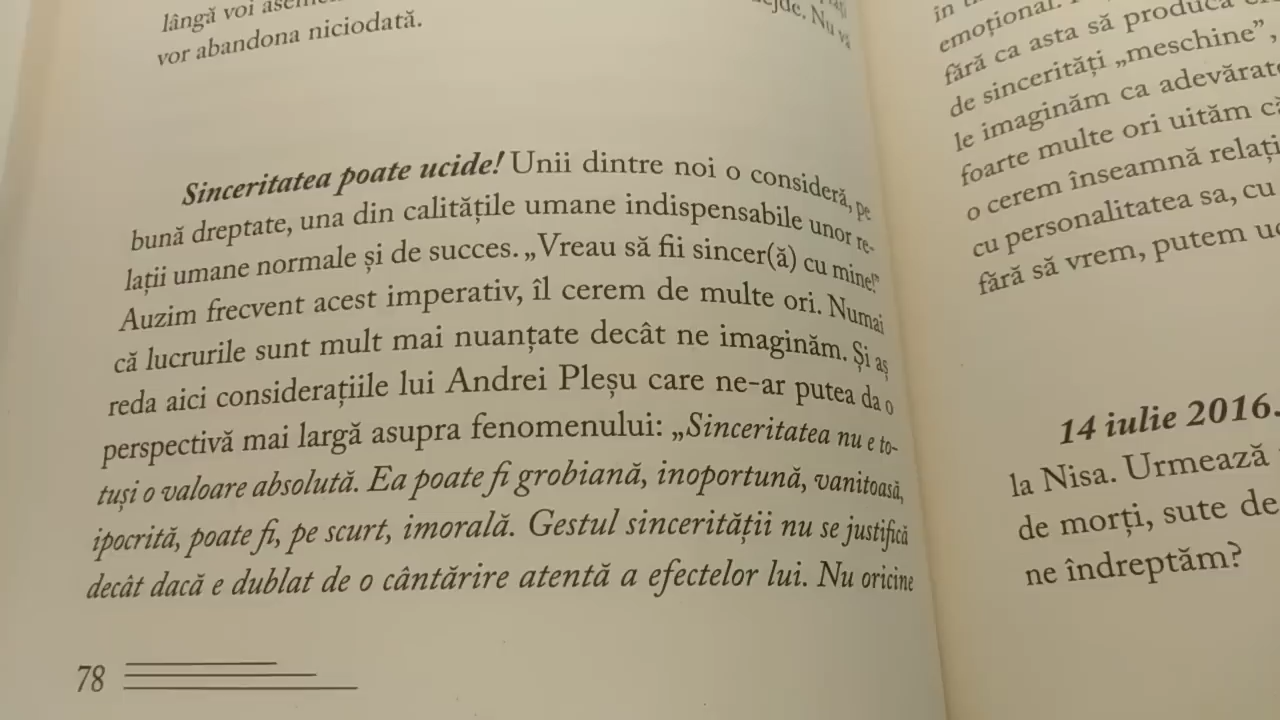 lângă voi
vor abandona niciodată.
Sinceritatea poate ucide! Unii dintre noi o consideră, pe
bună dreptate, una din calitățile umane indispensabile unor re-
lații umane normale și de succes. „Vreau să fii sincer(ă) cu mine!”
Auzim frecvent acest imperativ, îl cerem de multe ori. Numai
că lucrurile sunt mult mai nuanțate decât ne imaginăm. Și aș
reda aici considerațiile lui Andrei Pleșu care ne-ar putea da o
perspectivă mai largă asupra fenomenului: „Sinceritatea nu e to-
tuși o valoare absolută. Ea poate fi grobiană, inoportună, vanitoasă,
ipocrită, poate fi, pe scurt, imorală. Gestul sincerității nu se justifică
decât dacă e dublat de o cântărire atentă a efectelor lui. Nu oricine
78
Nu vă
în
emoțional.
fără ca asta să producă
de sincerități „meschine”,
le imaginăm ca
foarte multe ori uităm
o cerem înseamnă
cu personalitatea sa, cu
fără să vrem, putem
14 iulie 2016.
la Nisa. Urmează
de morți, sute de
ne îndreptăm?